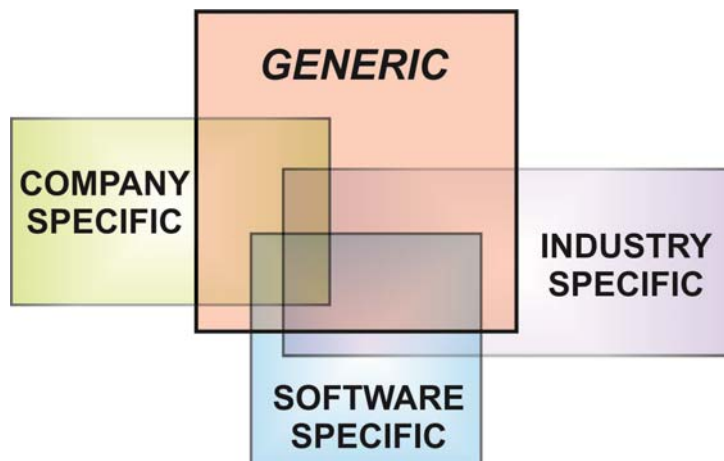 GENERIC
COMPANY
SPECIFIC
INDUSTRY
SPECIFIC
SOFTWARE
SPECIFIC